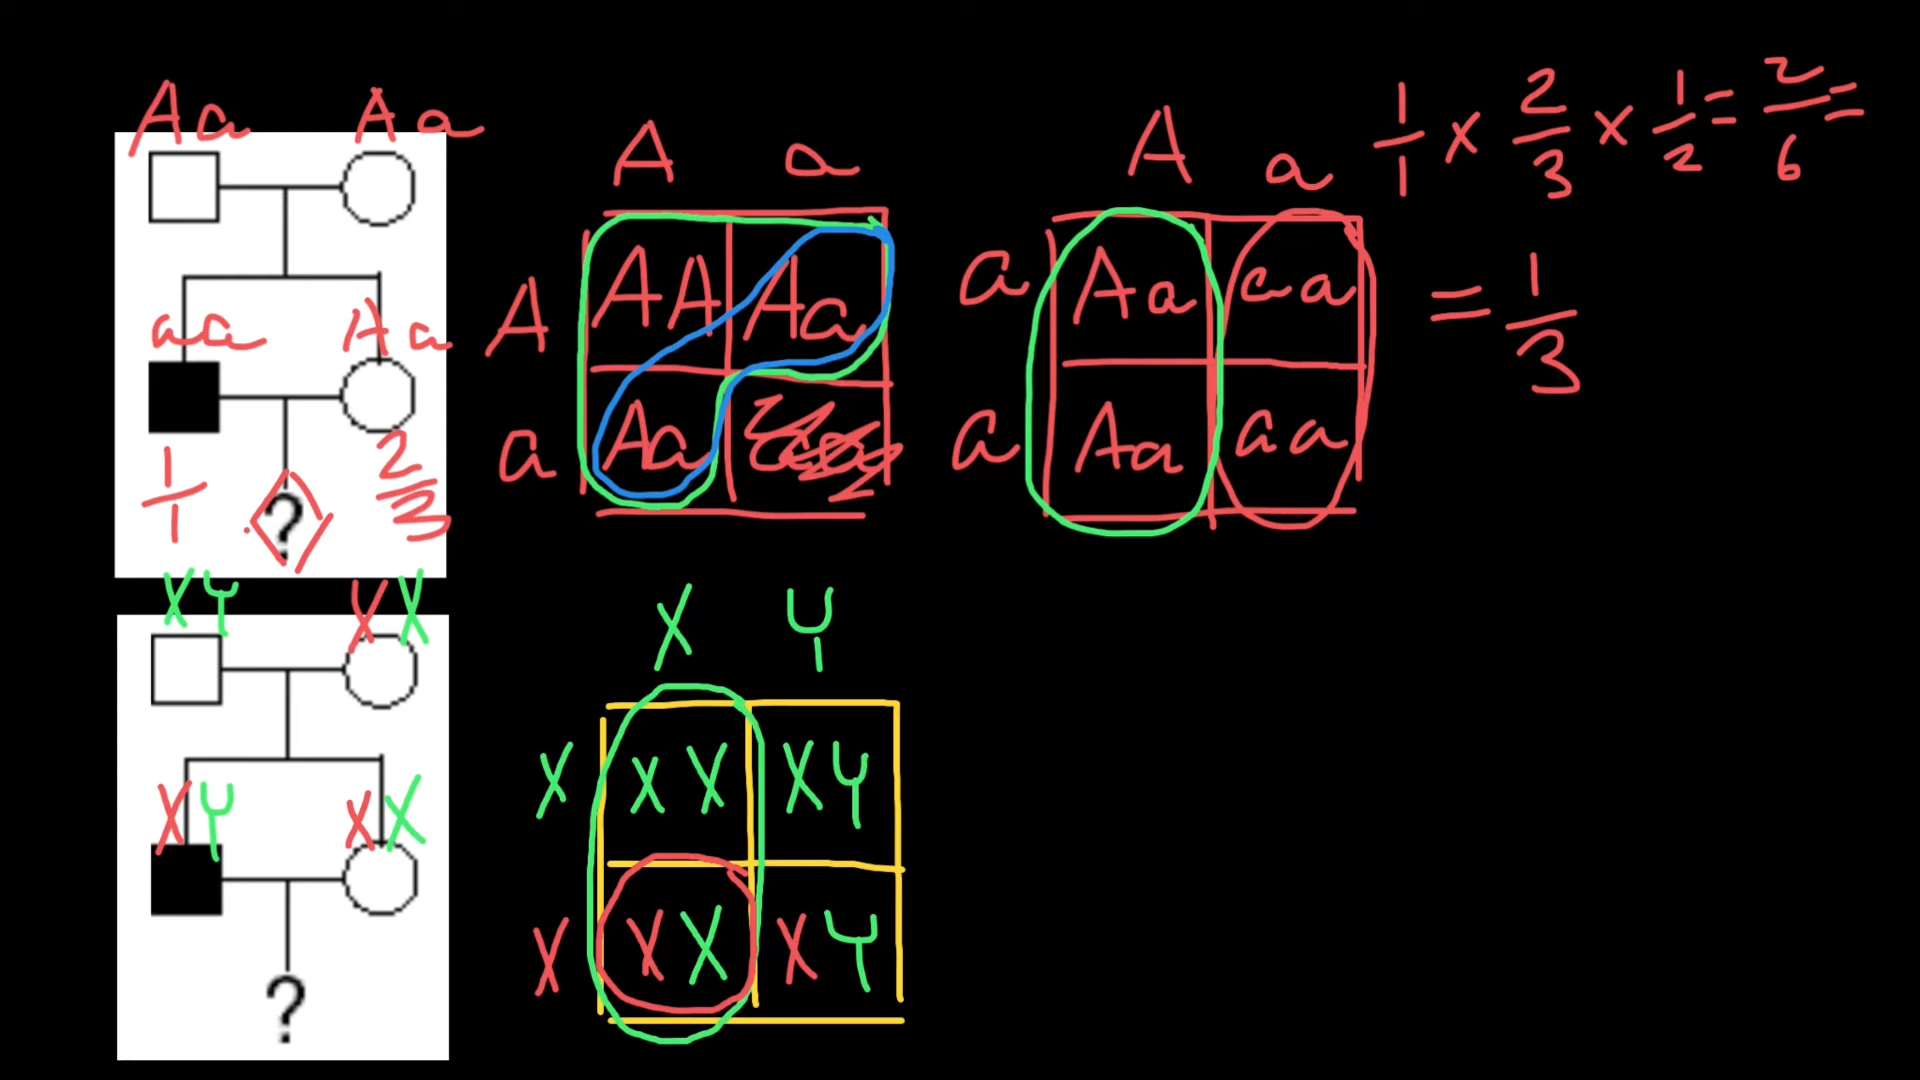 Aa Aa
aa Aa
1/1 ? 2/3
A a
A AA Aa
a Aa aa
A a
a Aa aa
a Aa aa
1/1 x 2/3 x 1/2 = 2/6 =
= 1/3
XY XX
XY XX
?
X Y
X XX XY
X XX XY